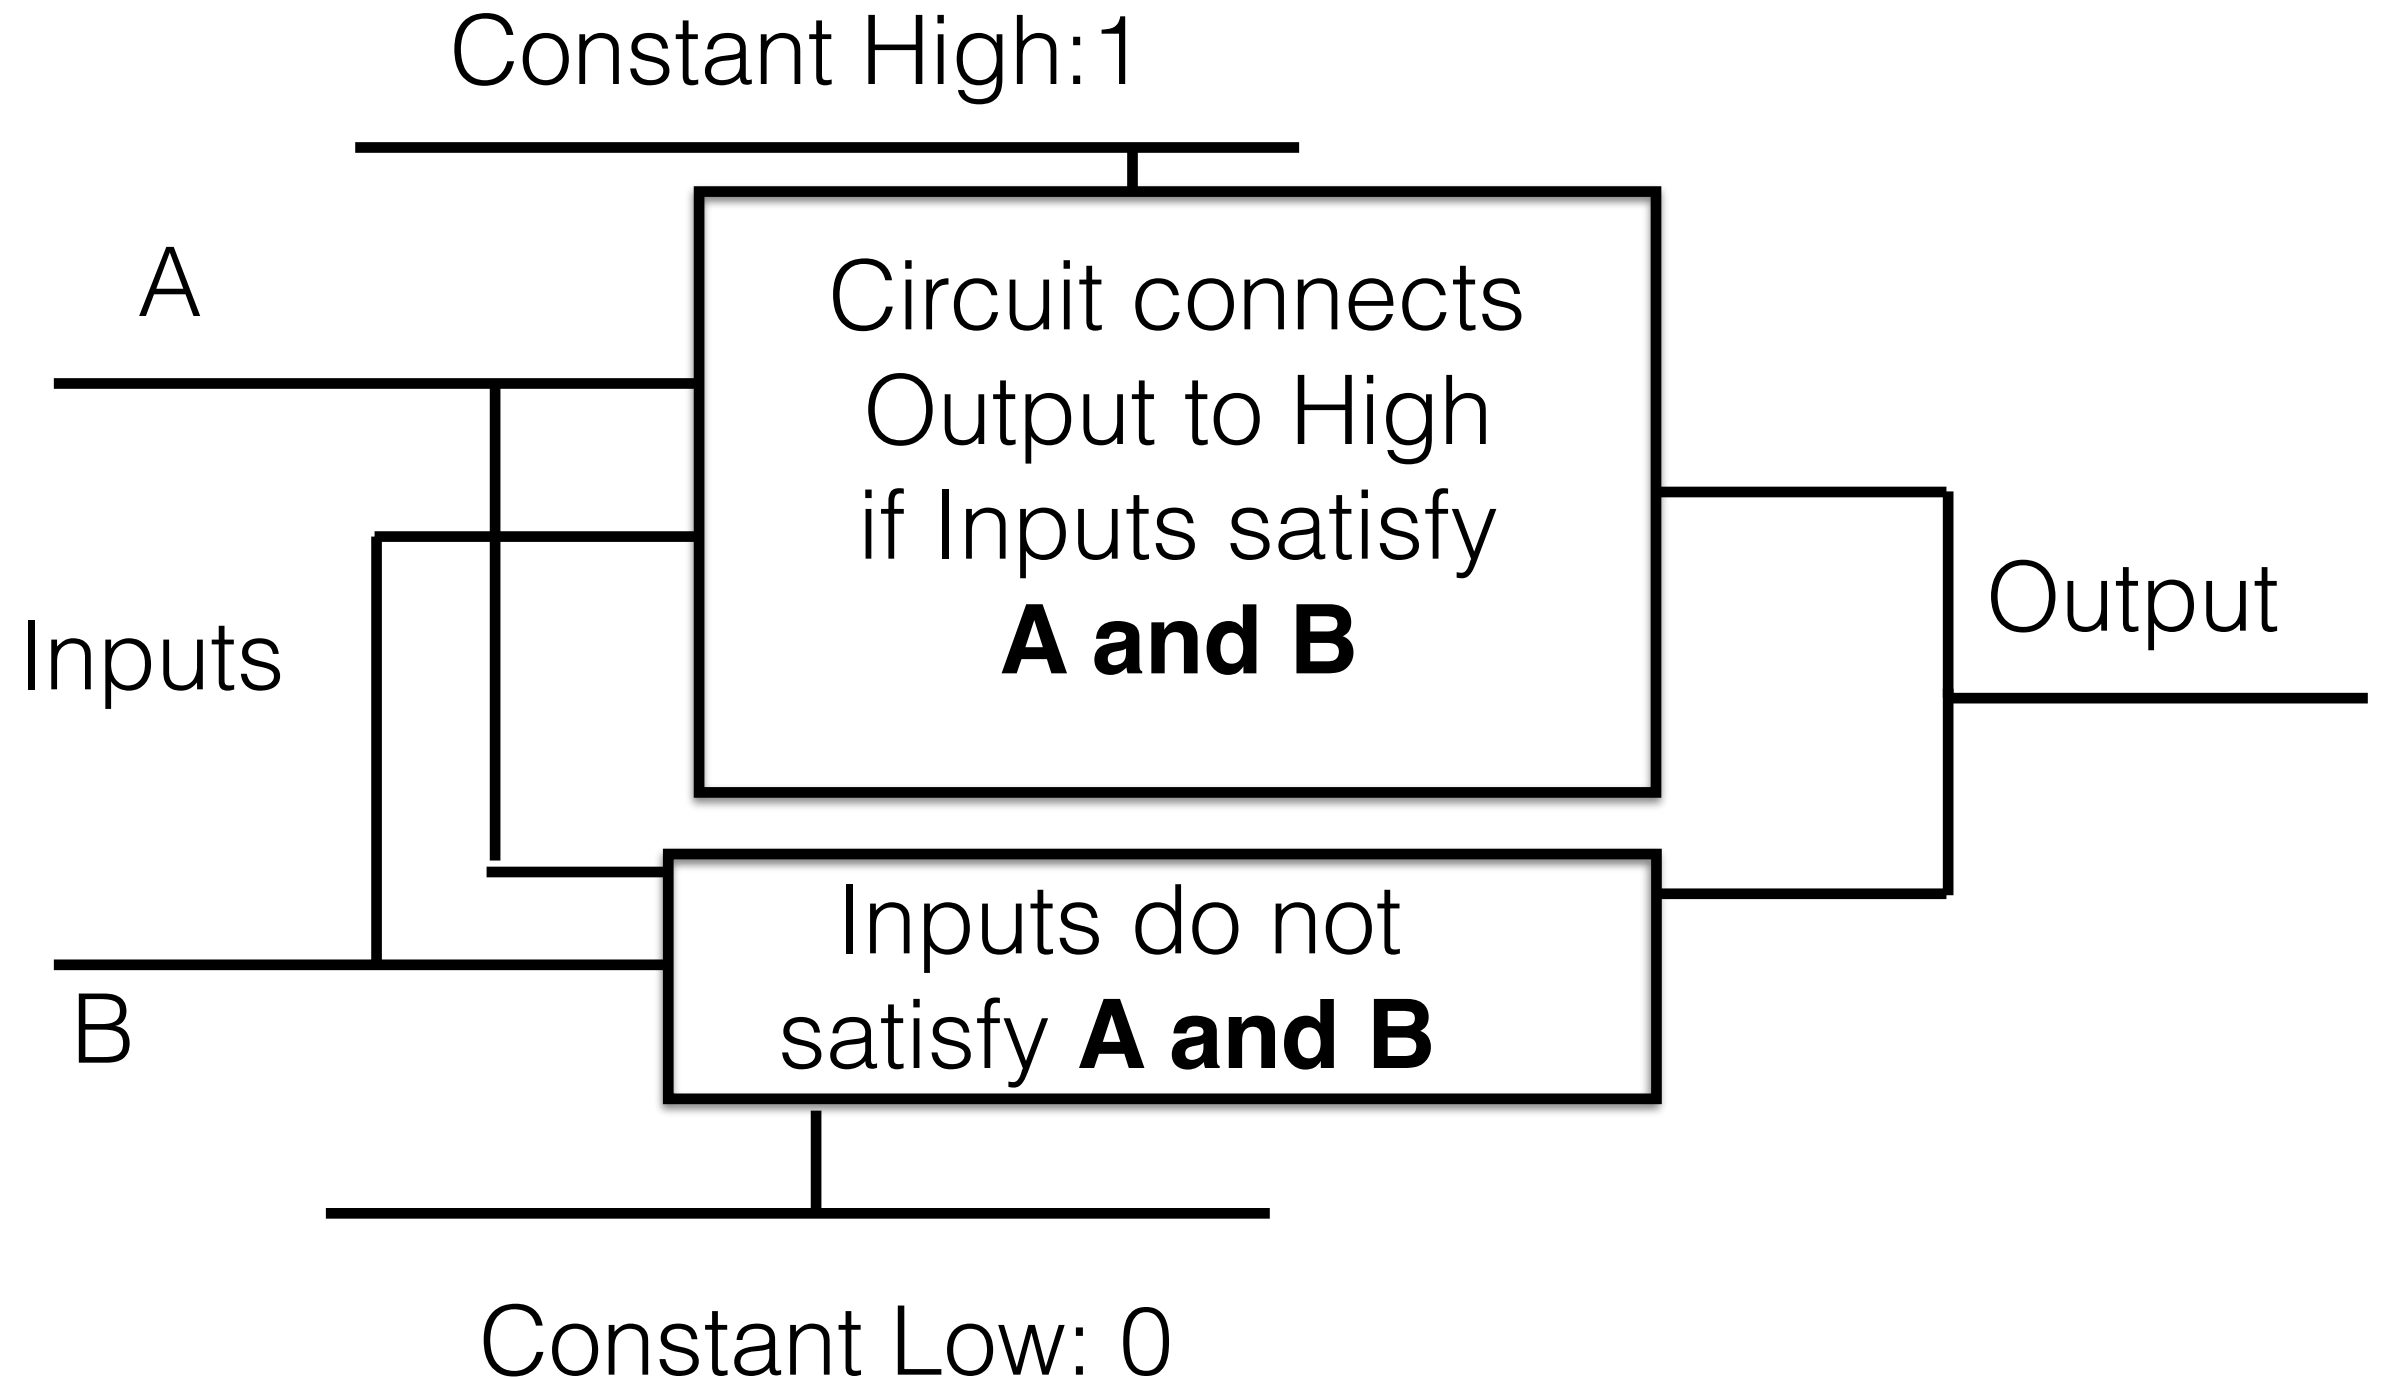 Constant High:1
A
Circuit connects
Output to High
if Inputs satisfy
A and B
Inputs
Output
Inputs do not
satisfy A and B
B
Constant Low: 0